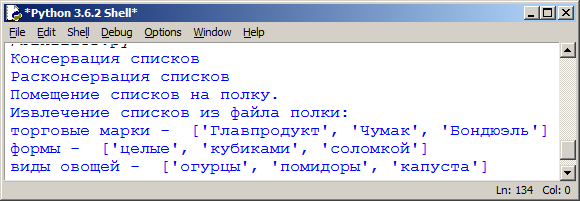 *Python 3.6.2 Shell*
File Edit Shell Debug Options Window Help
Консервация списков
Расконсервация списков
Помещение списков на полку.
Извлечение списков из файла полки:
торговые марки -  ['Главпродукт', 'Чумак', 'Бондюэль']
формы -  ['целые', 'кубиками', 'соломкой']
виды овощей -  ['огурцы', 'помидоры', 'капуста']
Ln: 134 Col: 0